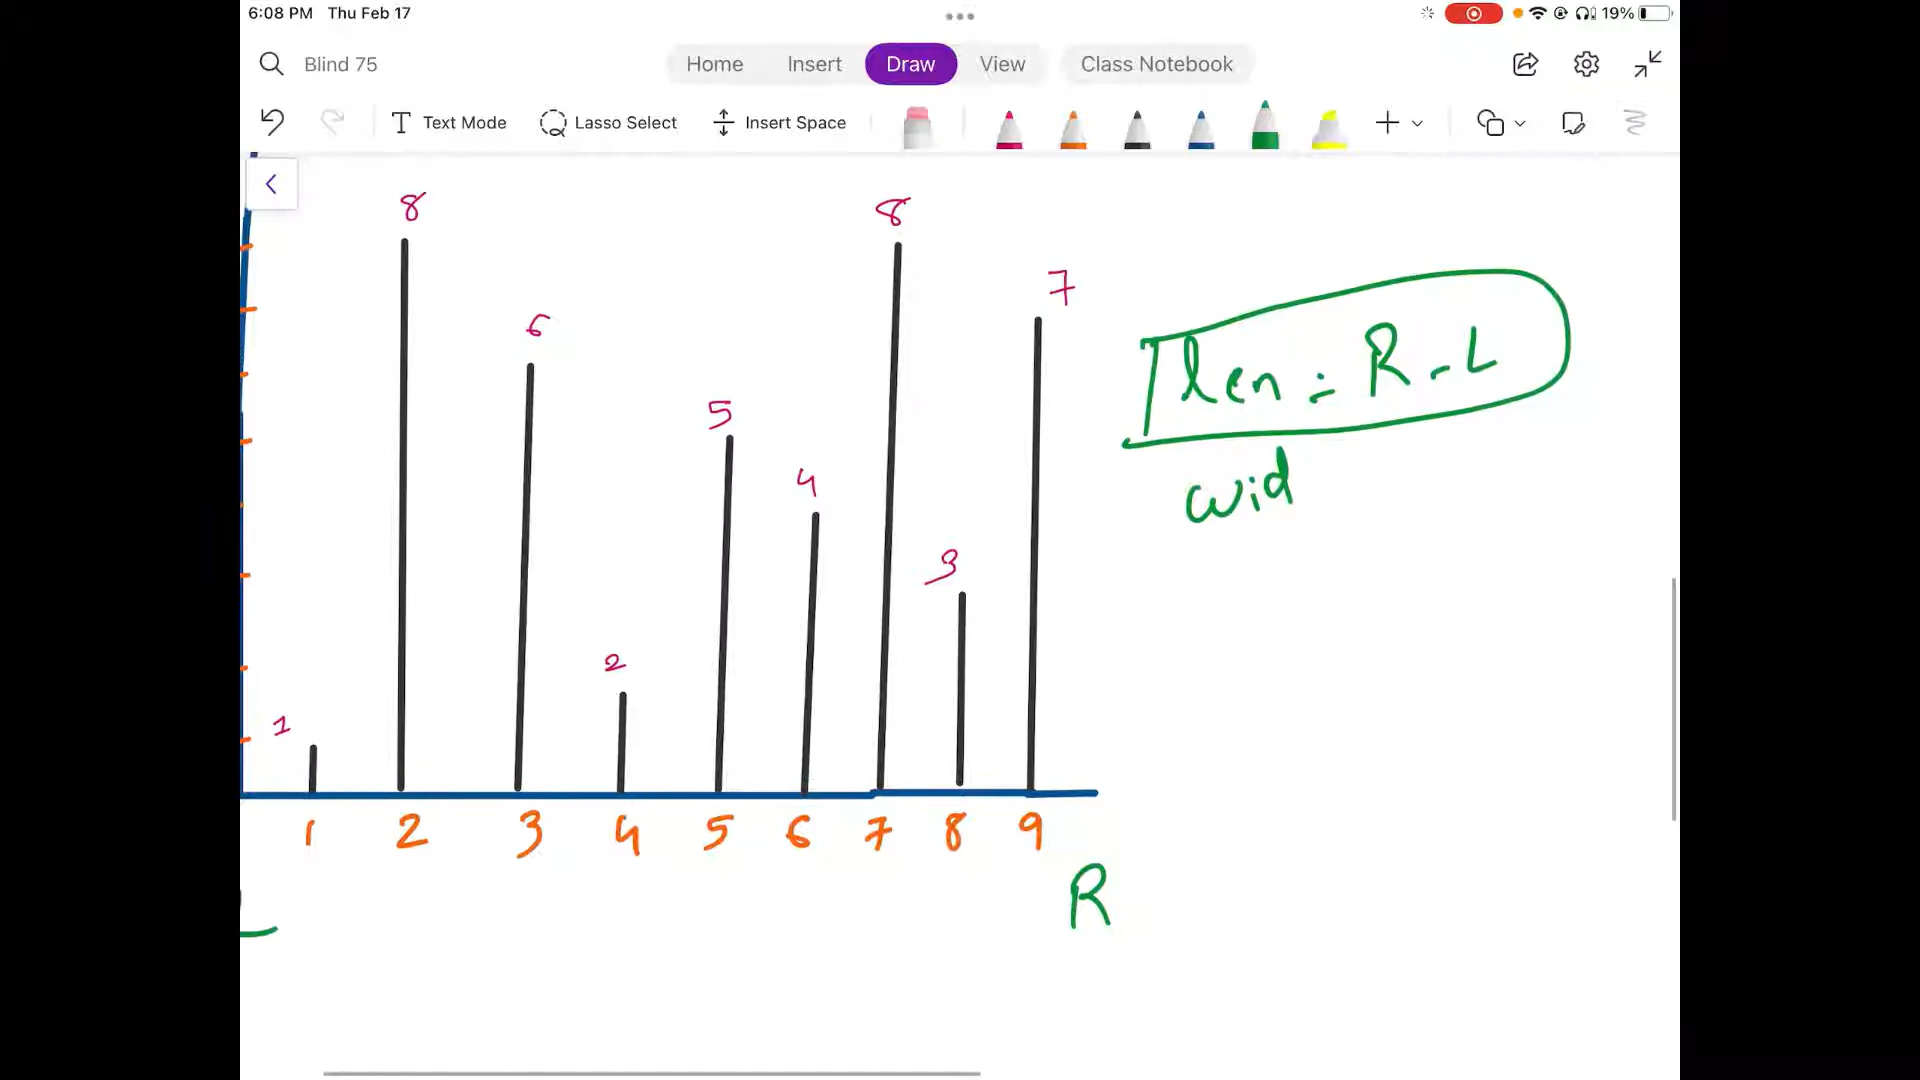 6:08 PM Thu Feb 17
19%
Blind 75
Home Insert Draw View Class Notebook
Text Mode Lasso Select Insert Space
8
8
7
6
len = R - L
5
4
wid
3
2
1
1 2 3 4 5 6 7 8 9
R